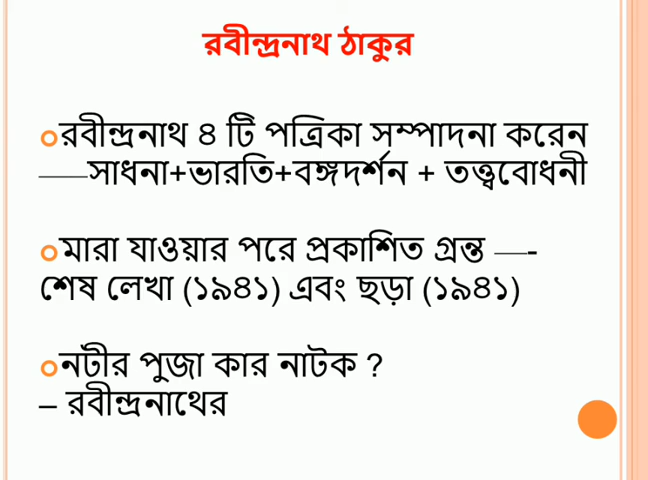 রবীন্দ্রনাথ ঠাকুর
রবীন্দ্রনাথ ৪ টি পত্রিকা সম্পাদনা করেন
——সাধনা+ভারতি+বঙ্গদর্শন + তত্ত্ববোধনী
মারা যাওয়ার পরে প্রকাশিত গ্রন্ত —-
শেষ লেখা (১৯৪১) এবং ছড়া (১৯৪১)
নটীর পুজা কার নাটক ?
– রবীন্দ্রনাথের